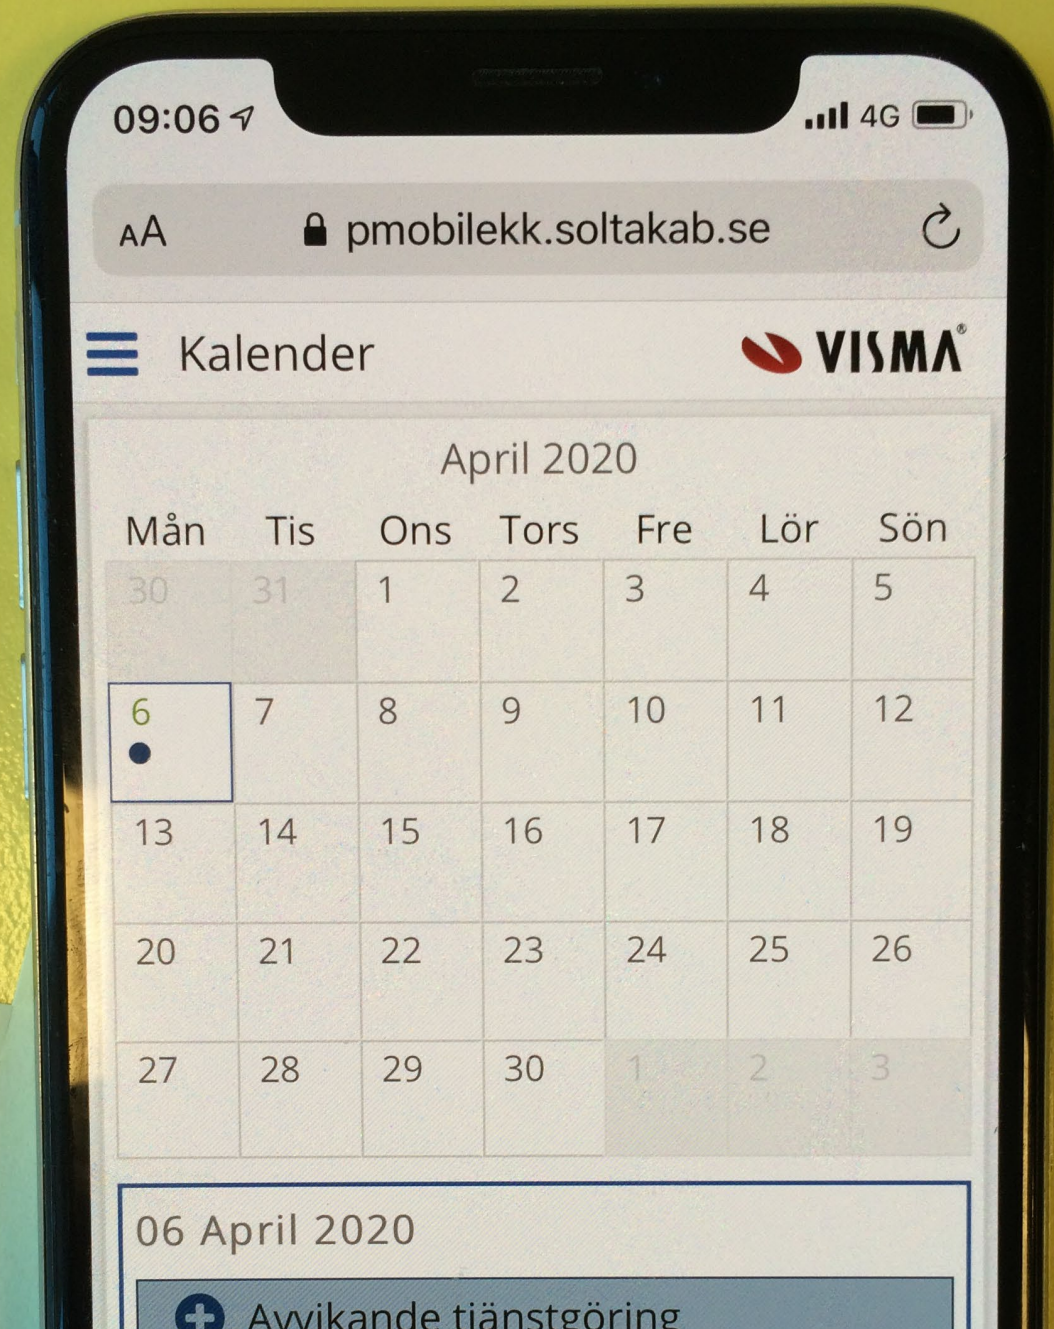 09:06 4G
AA pmobilekk.soltakab.se
Kalender VISMA®
April 2020
Mån Tis Ons Tors Fre Lör Sön
30 31 1 2 3 4 5
6 7 8 9 10 11 12
13 14 15 16 17 18 19
20 21 22 23 24 25 26
27 28 29 30 1 2 3
06 April 2020
Avvikande tjänstgöring